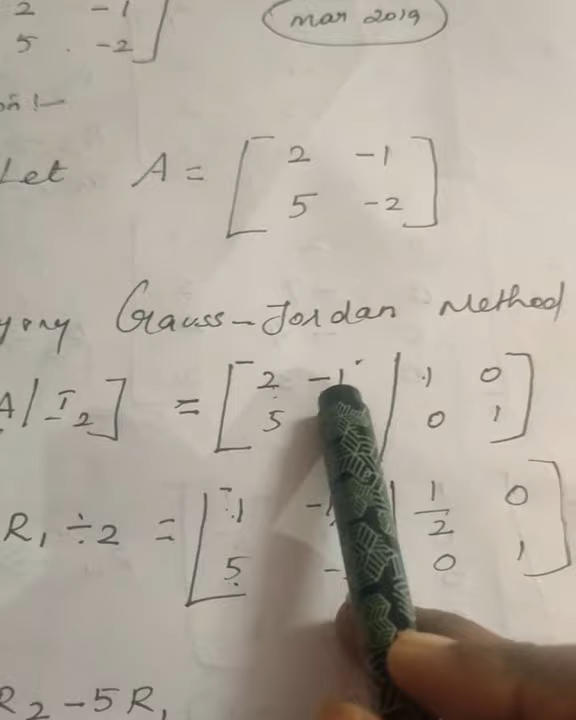 2 -1
mar 2019
5 -2
Let A = [ 2 -1
5 -2 ]
Gauss-Jordan Method
A / I2 ] = [ 2 -1 | 1 0
5 | 0 1 ]
R1 ÷ 2 = [ 1 - | 1/2 0
5 - | 0 1 ]
R2 - 5R1